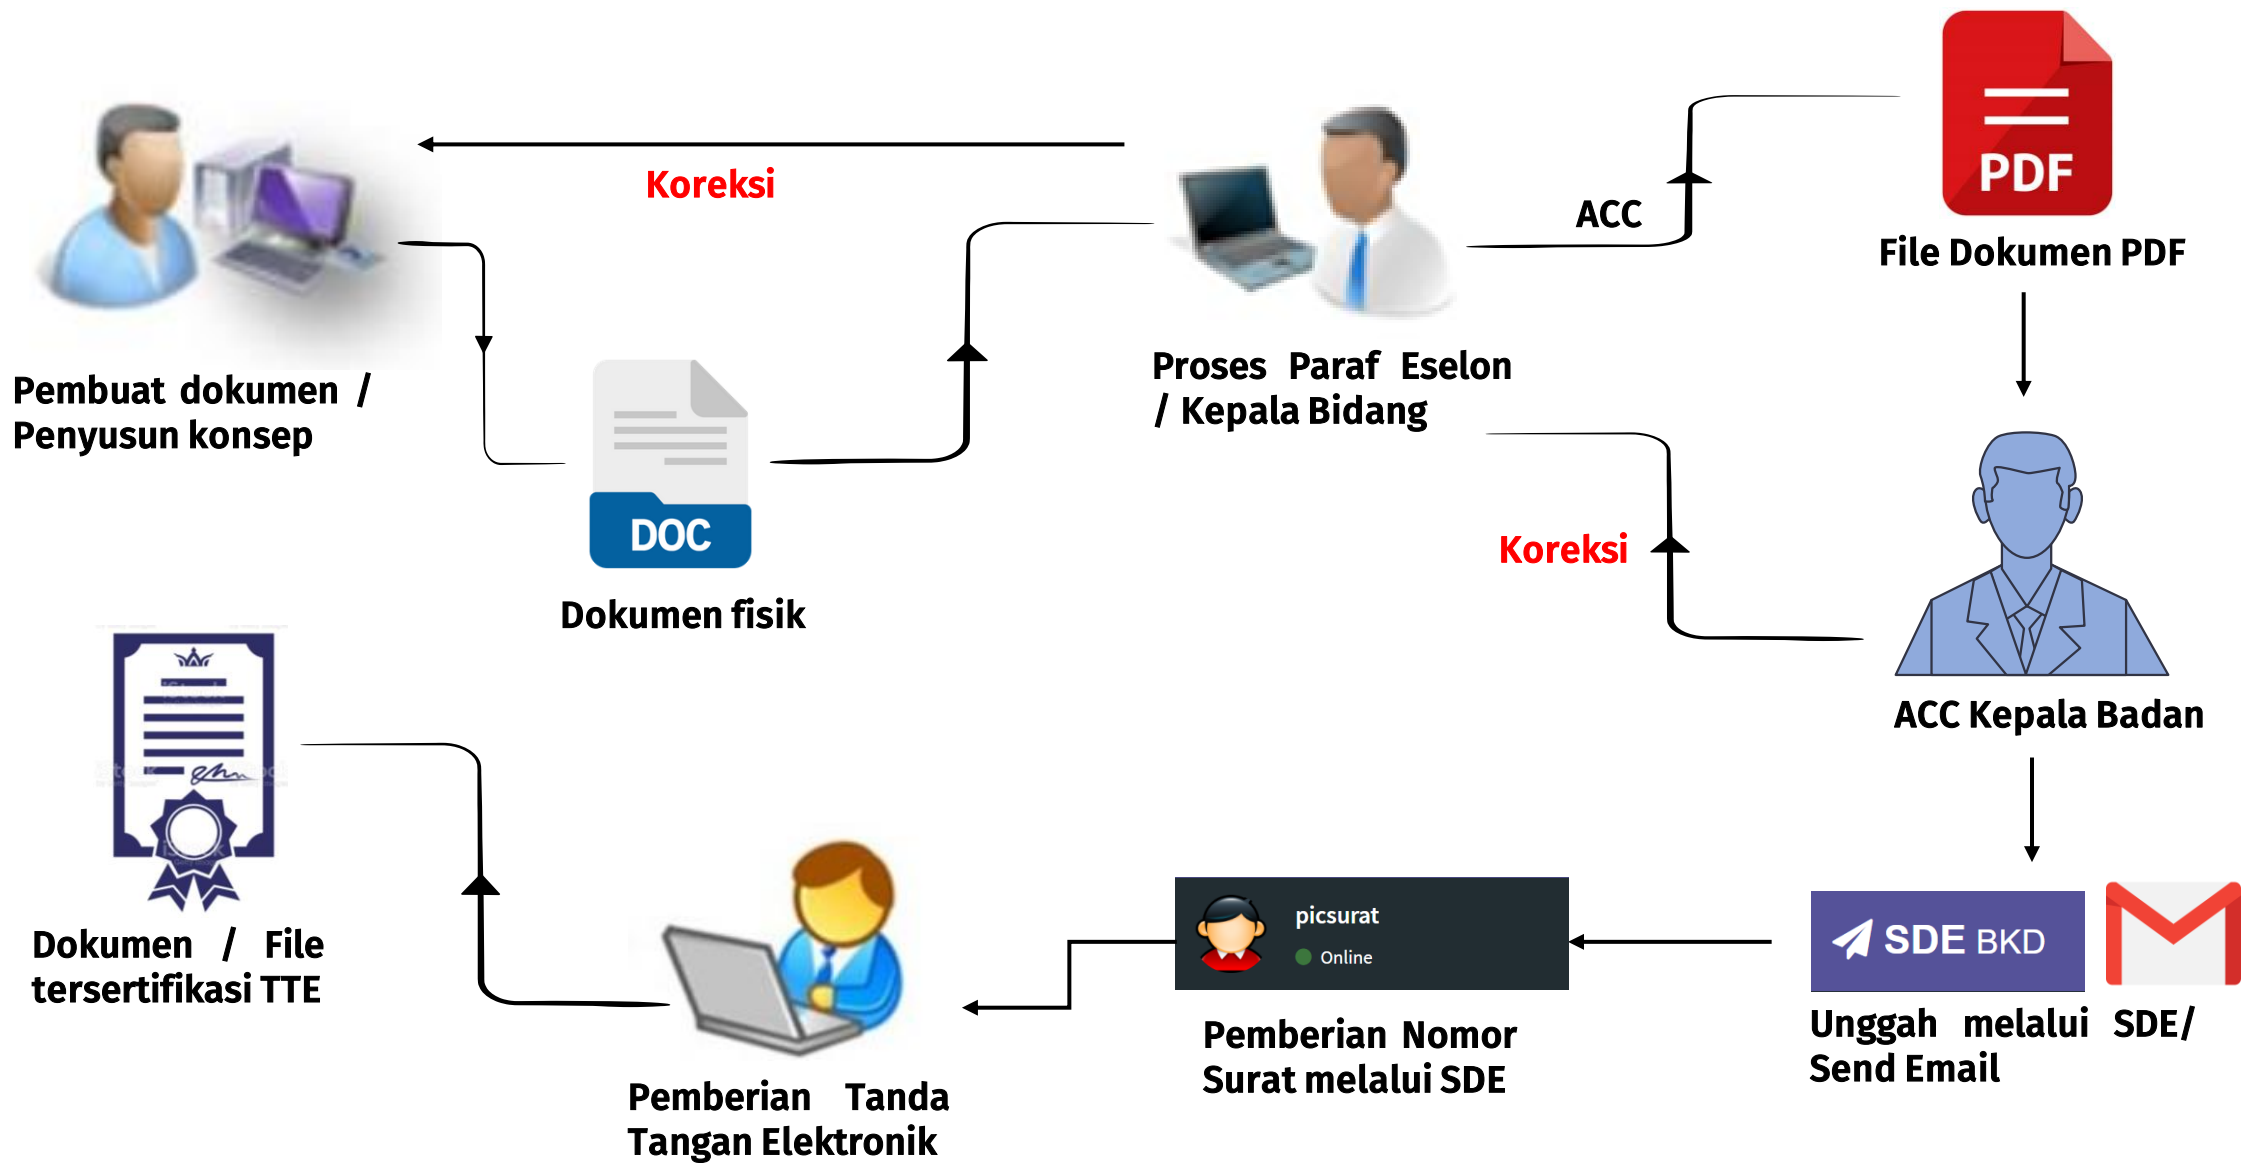 PDF
File Dokumen PDF
Koreksi
ACC
Pembuat dokumen /
Penyusun konsep
Proses Paraf Eselon
/ Kepala Bidang
DOC
Dokumen fisik
Koreksi
ACC Kepala Badan
SDE BKD
Unggah melalui SDE/
Send Email
picsurat
Online
Pemberian Nomor
Surat melalui SDE
Pemberian Tanda
Tangan Elektronik
iStock
Dokumen / File
tersertifikasi TTE